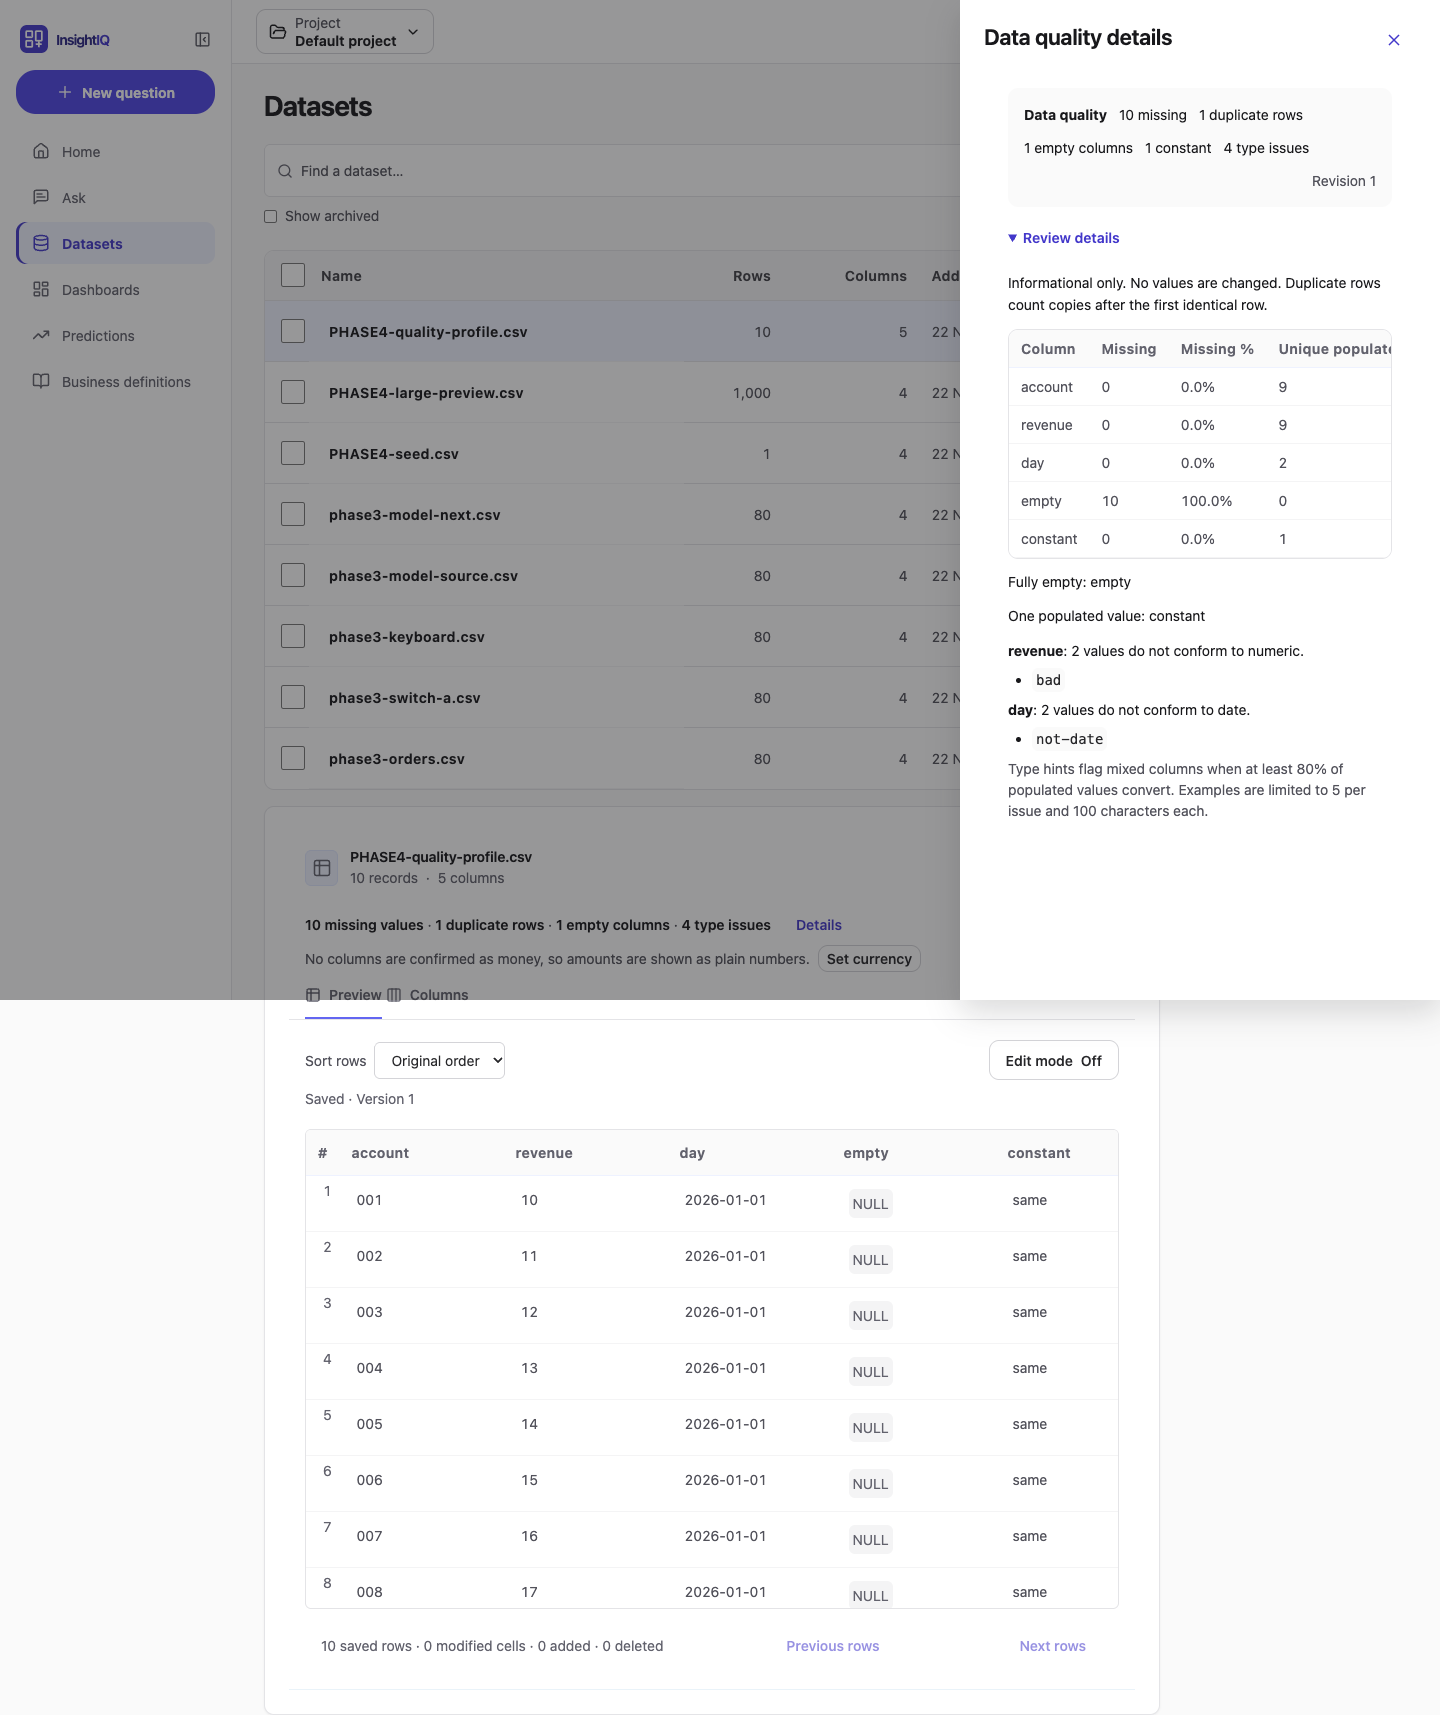 InsightIQ
New question
Home
Ask
Datasets
Dashboards
Predictions
Business definitions
Project
Default project
Datasets
Find a dataset...
Show archived
Name Rows Columns Add
PHASE4-quality-profile.csv 10 5 22 N
PHASE4-large-preview.csv 1,000 4 22 N
PHASE4-seed.csv 1 4 22 N
phase3-model-next.csv 80 4 22 N
phase3-model-source.csv 80 4 22 N
phase3-keyboard.csv 80 4 22 N
phase3-switch-a.csv 80 4 22 N
phase3-orders.csv 80 4 22 N
PHASE4-quality-profile.csv
10 records · 5 columns
10 missing values · 1 duplicate rows · 1 empty columns · 4 type issues Details
No columns are confirmed as money, so amounts are shown as plain numbers. Set currency
Preview Columns
Sort rows Original order Edit mode Off
Saved · Version 1
# account revenue day empty constant
1 001 10 2026-01-01 NULL same
2 002 11 2026-01-01 NULL same
3 003 12 2026-01-01 NULL same
4 004 13 2026-01-01 NULL same
5 005 14 2026-01-01 NULL same
6 006 15 2026-01-01 NULL same
7 007 16 2026-01-01 NULL same
8 008 17 2026-01-01 NULL same
10 saved rows · 0 modified cells · 0 added · 0 deleted Previous rows Next rows
Data quality details
Data quality 10 missing 1 duplicate rows
1 empty columns 1 constant 4 type issues
Revision 1
Review details
Informational only. No values are changed. Duplicate rows
count copies after the first identical row.
Column Missing Missing % Unique populate
account 0 0.0% 9
revenue 0 0.0% 9
day 0 0.0% 2
empty 10 100.0% 0
constant 0 0.0% 1
Fully empty: empty
One populated value: constant
revenue: 2 values do not conform to numeric.
• bad
day: 2 values do not conform to date.
• not-date
Type hints flag mixed columns when at least 80% of
populated values convert. Examples are limited to 5 per
issue and 100 characters each.